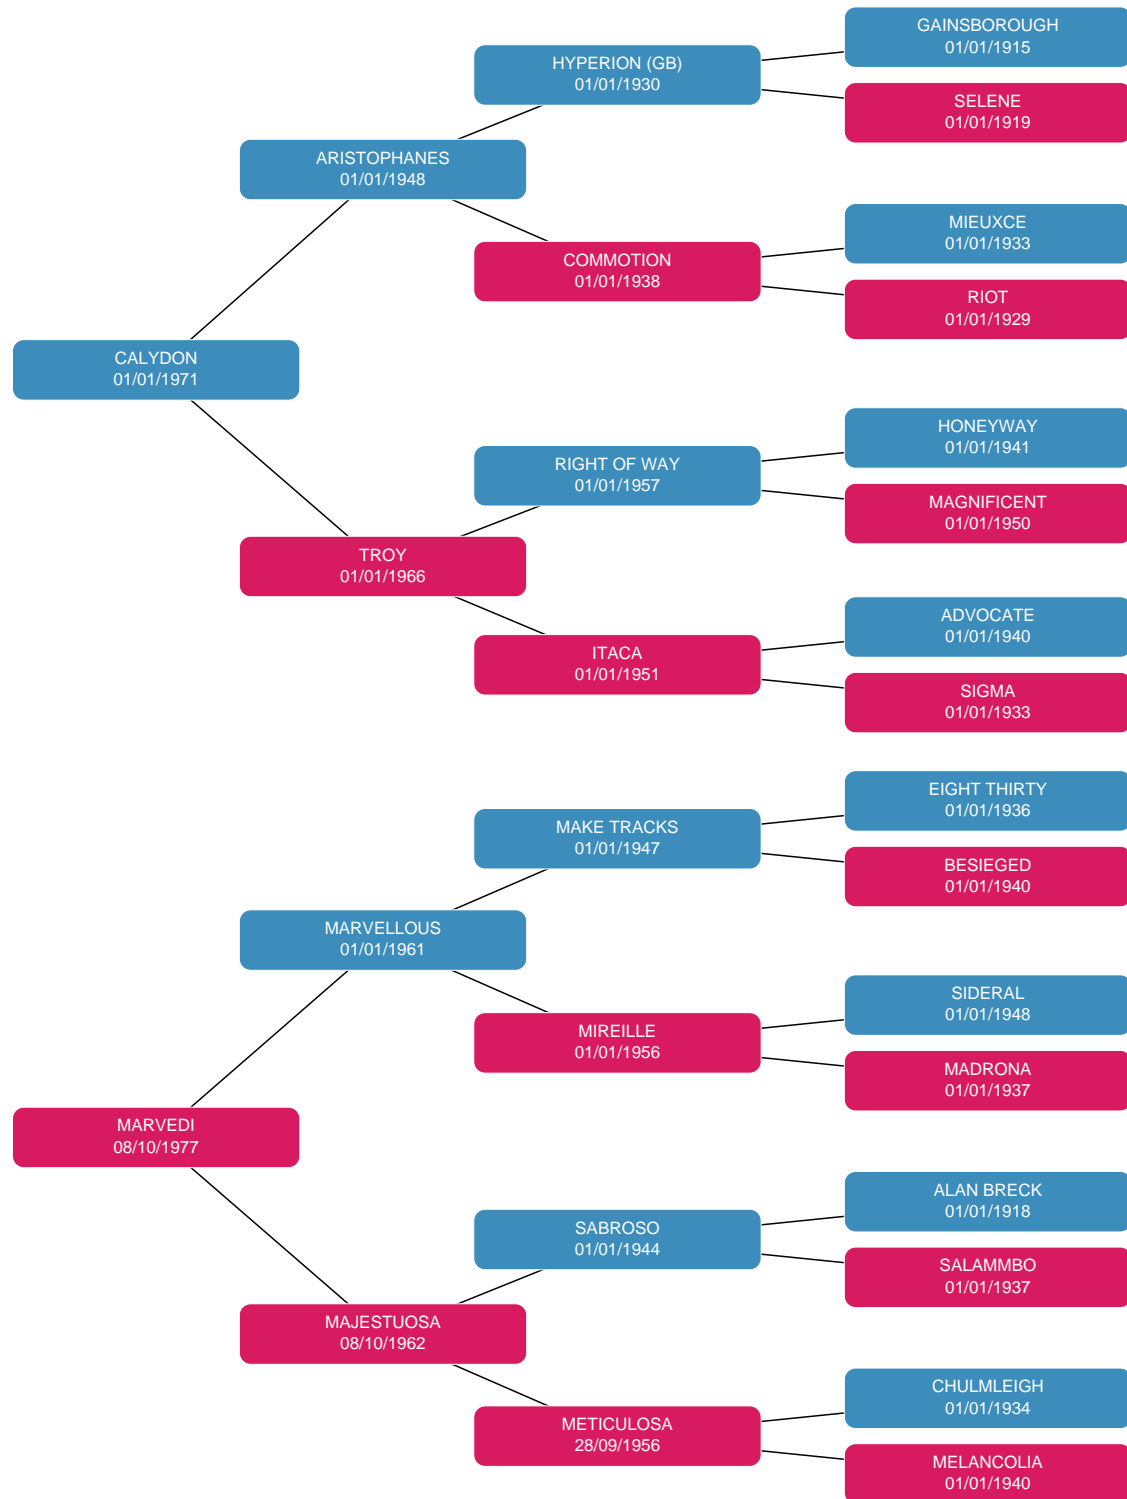 GAINSBOROUGH
01/01/1915
HYPERION (GB)
01/01/1930
SELENE
01/01/1919
ARISTOPHANES
01/01/1948
MIEUXCE
01/01/1933
COMMOTION
01/01/1938
RIOT
01/01/1929
CALYDON
01/01/1971
HONEYWAY
01/01/1941
RIGHT OF WAY
01/01/1957
MAGNIFICENT
01/01/1950
TROY
01/01/1966
ADVOCATE
01/01/1940
ITACA
01/01/1951
SIGMA
01/01/1933
EIGHT THIRTY
01/01/1936
MAKE TRACKS
01/01/1947
BESIEGED
01/01/1940
MARVELLOUS
01/01/1961
SIDERAL
01/01/1948
MIREILLE
01/01/1956
MADRONA
01/01/1937
MARVEDI
08/10/1977
ALAN BRECK
01/01/1918
SABROSO
01/01/1944
SALAMMBO
01/01/1937
MAJESTUOSA
08/10/1962
CHULMLEIGH
01/01/1934
METICULOSA
28/09/1956
MELANCOLIA
01/01/1940